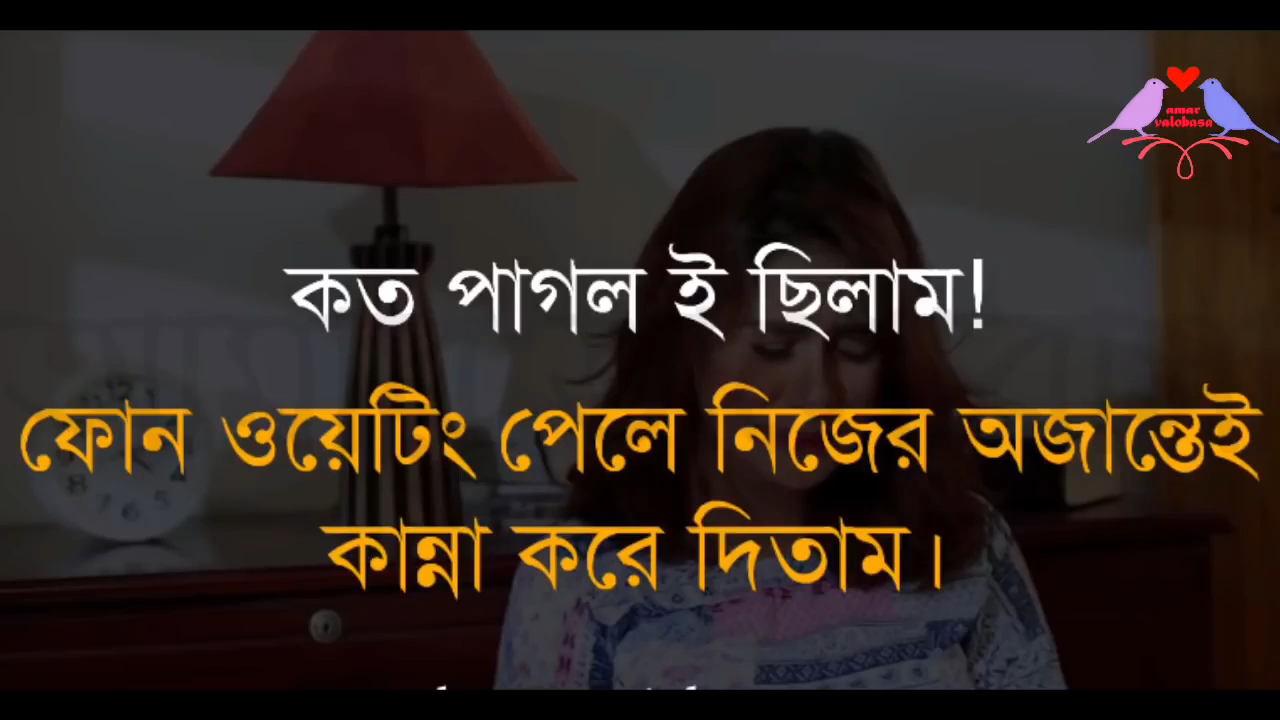 amar
valobasa
কত পাগল ই ছিলাম!
ফোন ওয়েটিং পেলে নিজের অজান্তেই
কান্না করে দিতাম।